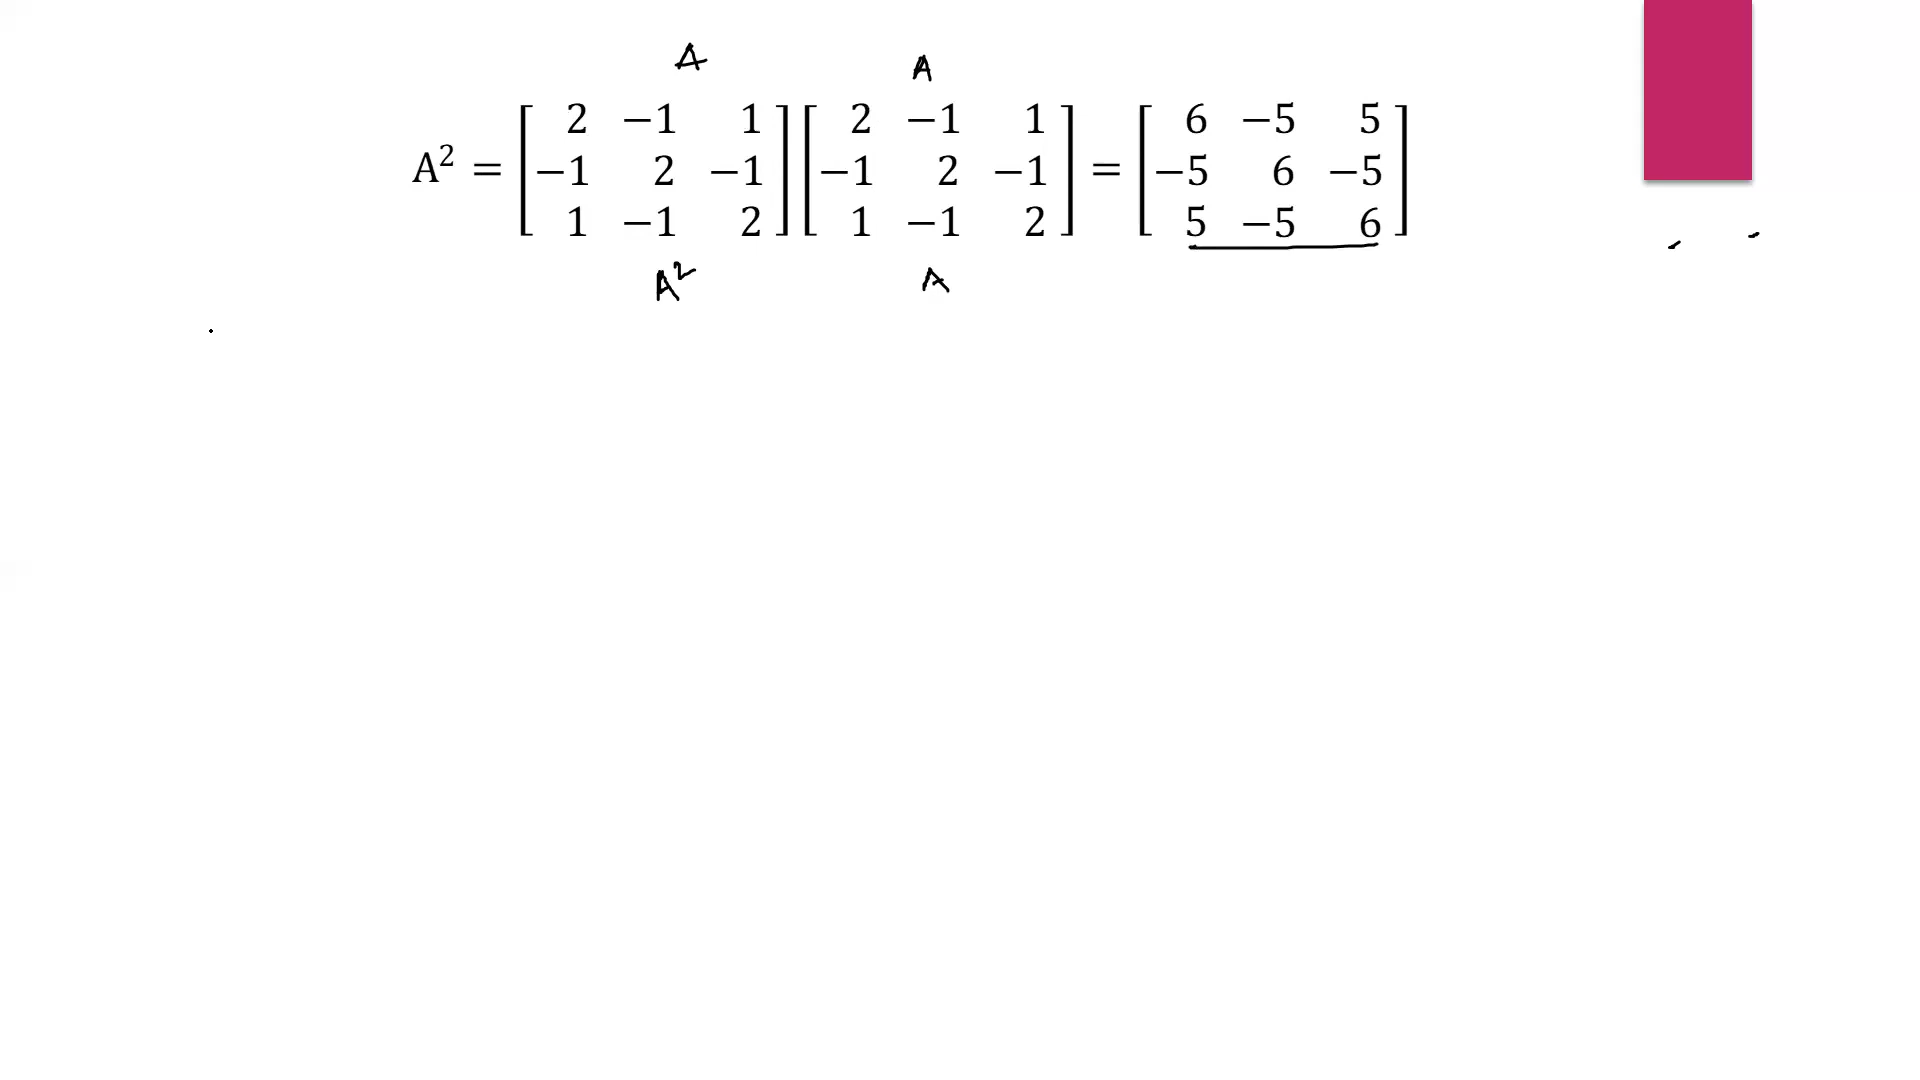 A A
A² = [2 −1 1; −1 2 −1; 1 −1 2] [2 −1 1; −1 2 −1; 1 −1 2] = [6 −5 5; −5 6 −5; 5 −5 6]
A² A